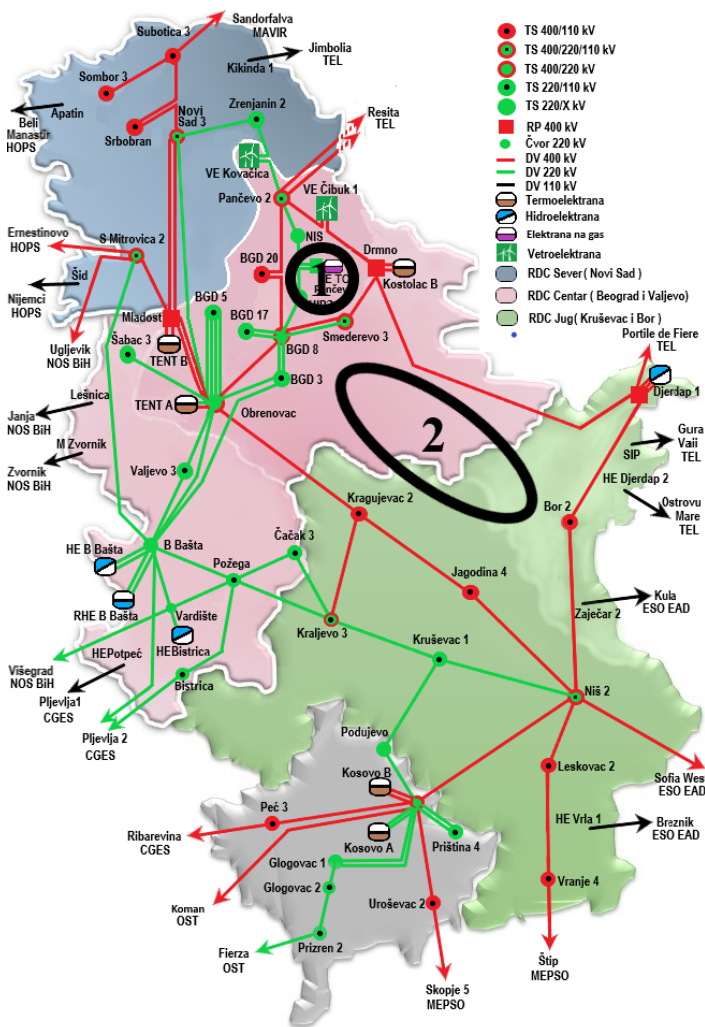 Sandorfalva
MAVIR
Subotica 3
Jimbolia
TEL
Kikinda 1
Sombor 3
Apatin
Beli
Manastir
HOPS
Srbobran
Novi
Sad 3
Zrenjanin 2
Resita
TEL
VE Kovačica
Pančevo 2
VE Čibuk 1
Ernestinovo
HOPS
S Mitrovica 2
NIS
BGD 20
Drmno
Kostolac B
1
Šid
Nijemci
HOPS
BGD 5
Mladost
BGD 17
Smederevo 3
Ugljevik
NOS BiH
Šabac 3
TENT B
BGD 8
BGD 3
TENT A
Obrenovac
Lešnica
Janja
NOS BiH
M Zvornik
Zvornik
NOS BiH
2
Valjevo 3
Portile de Fiere
TEL
Djerdap 1
Gura
Vaii
TEL
SIP
HE Djerdap 2
Ostrovu
Mare
TEL
Kragujevac 2
Bor 2
HE B Bašta
B Bašta
Čačak 3
Požega
Jagodina 4
Kula
ESO EAD
Zaječar 2
RHE B Bašta
Vardište
Kraljevo 3
Kruševac 1
HEBistrica
HEPotpeć
Višegrad
NOS BiH
Bistrica
Pljevlja1
CGES
Pljevlja 2
CGES
Niš 2
Podujevo
Kosovo B
Leskovac 2
Sofia West
ESO EAD
Peć 3
Ribarevina
CGES
Kosovo A
Priština 4
HE Vrla 1
Breznik
ESO EAD
Glogovac 1
Glogovac 2
Koman
OST
Uroševac 2
Vranje 4
Fierza
OST
Prizren 2
Skopje 5
MEPSO
Štip
MEPSO
TS 400/110 kV
TS 400/220/110 kV
TS 400/220 kV
TS 220/110 kV
TS 220/X kV
RP 400 kV
Čvor 220 kV
DV 400 kV
DV 220 kV
DV 110 kV
Termoelektrana
Hidroelektrana
Elektrana na gas
Vetroelektrana
RDC Sever ( Novi Sad )
RDC Centar ( Beograd i Valjevo )
RDC Jug ( Kruševac i Bor )